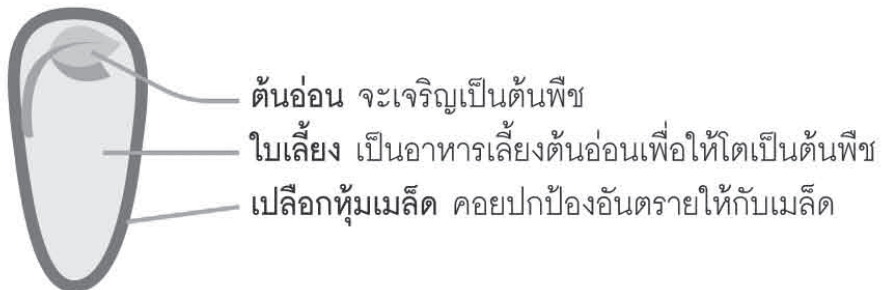 ต้นอ่อน จะเจริญเป็นต้นพืช
ใบเลี้ยง เป็นอาหารเลี้ยงต้นอ่อนเพื่อให้โตเป็นต้นพืช
เปลือกหุ้มเมล็ด คอยปกป้องอันตรายให้กับเมล็ด